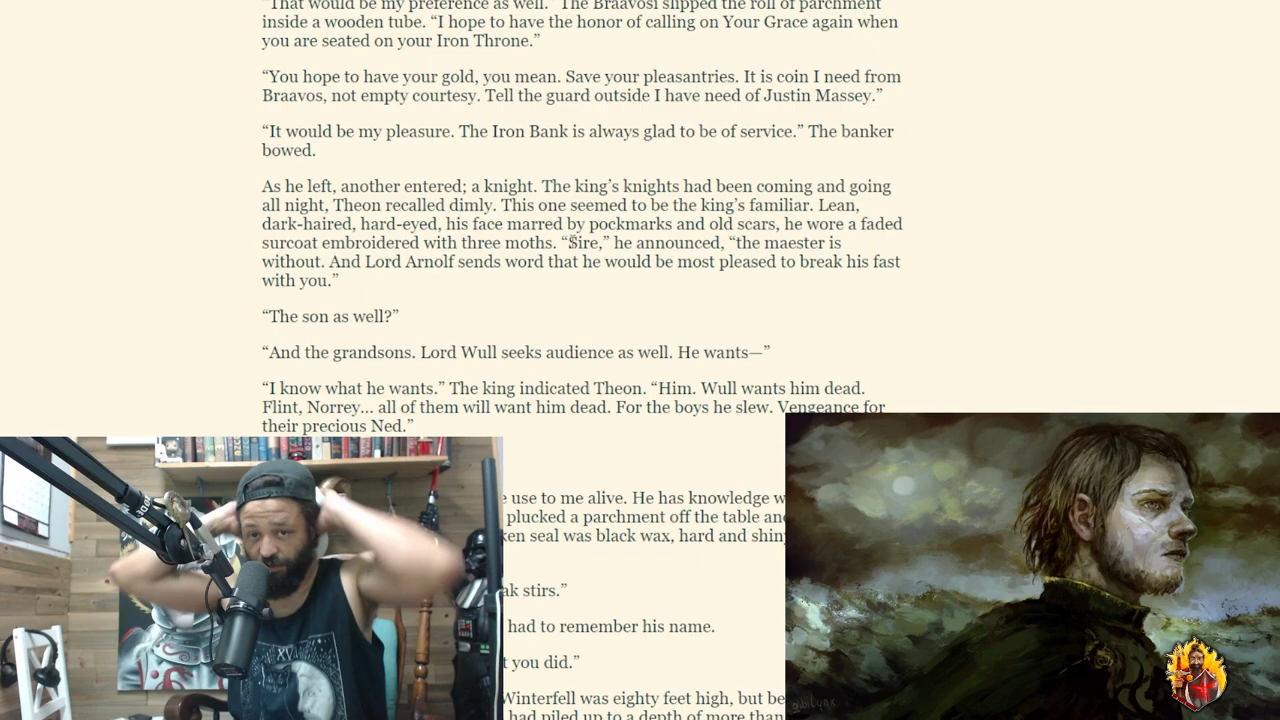 “That would be my preference as well.” The Braavosi slipped the roll of parchment
inside a wooden tube. “I hope to have the honor of calling on Your Grace again when
you are seated on your Iron Throne.”
“You hope to have your gold, you mean. Save your pleasantries. It is coin I need from
Braavos, not empty courtesy. Tell the guard outside I have need of Justin Massey.”
“It would be my pleasure. The Iron Bank is always glad to be of service.” The banker
bowed.
As he left, another entered; a knight. The king’s knights had been coming and going
all night, Theon recalled dimly. This one seemed to be the king’s familiar. Lean,
dark-haired, hard-eyed, his face marred by pockmarks and old scars, he wore a faded
surcoat embroidered with three moths. “Sire,” he announced, “the maester is
without. And Lord Arnolf sends word that he would be most pleased to break his fast
with you.”
“The son as well?”
“And the grandsons. Lord Wull seeks audience as well. He wants—”
“I know what he wants.” The king indicated Theon. “Him. Wull wants him dead.
Flint, Norrey... all of them will want him dead. For the boys he slew. Vengeance for
their precious Ned.”
use to me alive. He has knowledge
plucked a parchment off the table
seal was black wax, hard and
stirs.”
had to remember his name.
you did.”
Winterfell was eighty feet high, but
had piled up to a depth of more than
XVI